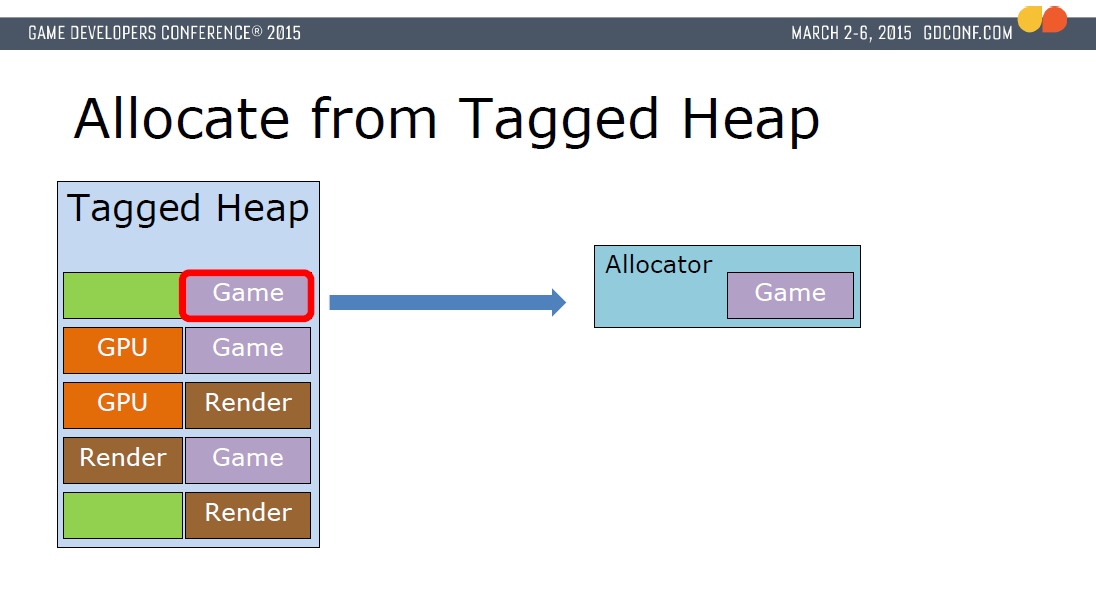 GAME DEVELOPERS CONFERENCE® 2015
MARCH 2-6, 2015 GDCONF.COM
Allocate from Tagged Heap
Tagged Heap
Game
GPU Game
GPU Render
Render Game
Render
Allocator
Game